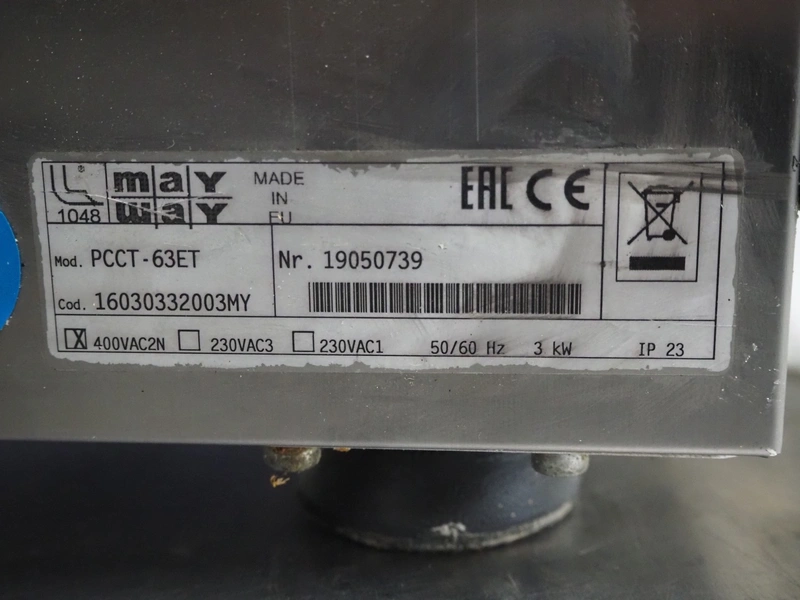 1048
may way
MADE
IN
EU
EAC CE
Mod. PCCT-63ET
Nr. 19050739
Cod. 16030332003MY
X 400VAC2N 230VAC3 230VAC1 50/60 Hz 3 kW IP 23